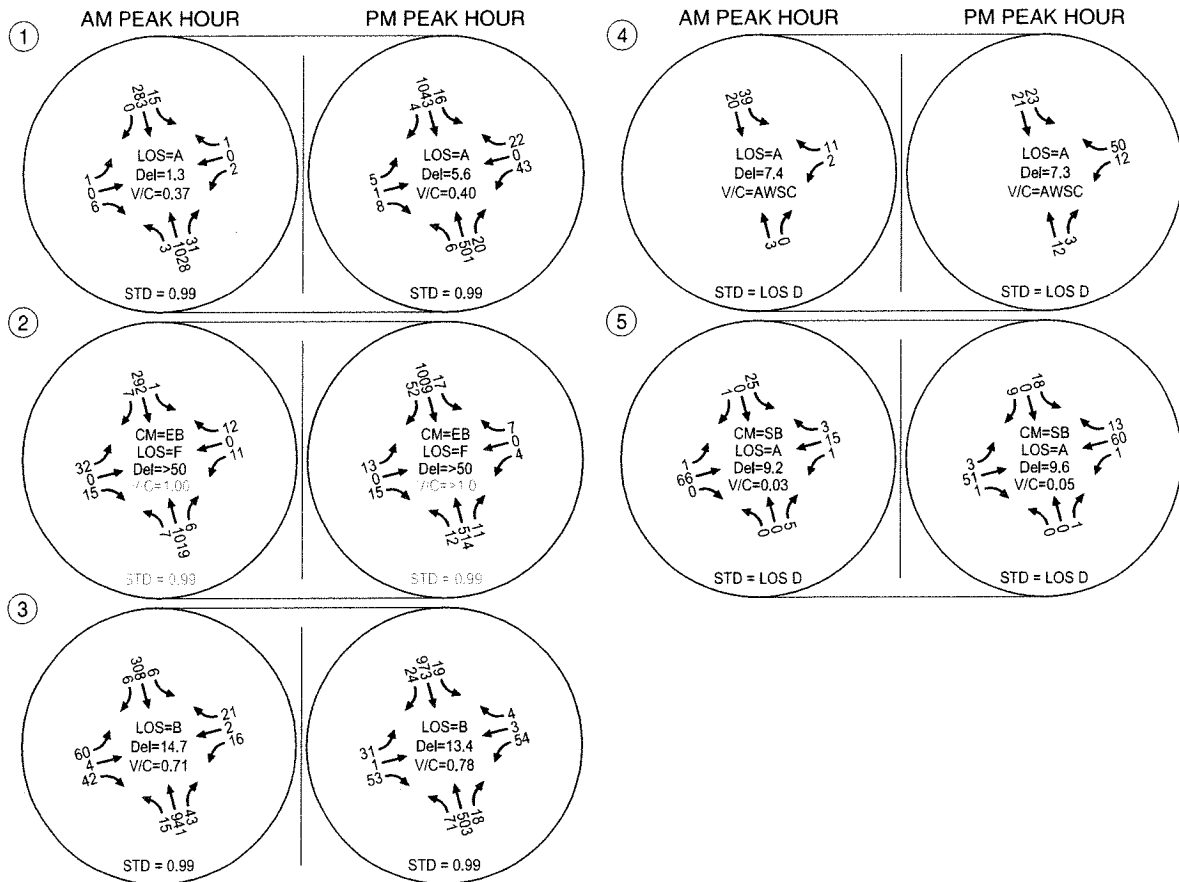 AM PEAK HOUR
PM PEAK HOUR
1
0
283
15
1
0
2
1
0
6
3
1028
31
LOS=A
Del=1.3
V/C=0.37
STD = 0.99
4
1043
16
22
0
43
5
1
8
6
501
20
LOS=A
Del=5.6
V/C=0.40
STD = 0.99
2
7
292
1
12
0
11
32
0
15
7
1019
6
CM=EB
LOS=F
Del=>50
V/C=1.00
STD = 0.99
52
1009
17
7
0
4
13
0
15
12
514
11
CM=EB
LOS=F
Del=>50
V/C=>1.0
STD = 0.99
3
6
308
6
21
2
16
60
4
42
15
941
43
LOS=B
Del=14.7
V/C=0.71
STD = 0.99
24
973
19
4
3
54
31
1
53
71
503
18
LOS=B
Del=13.4
V/C=0.78
STD = 0.99
AM PEAK HOUR
PM PEAK HOUR
4
20
39
11
2
3
0
LOS=A
Del=7.4
V/C=AWSC
STD = LOS D
21
23
50
12
12
3
LOS=A
Del=7.3
V/C=AWSC
STD = LOS D
5
1
0
25
3
15
1
1
66
0
0
0
5
CM=SB
LOS=A
Del=9.2
V/C=0.03
STD = LOS D
9
0
18
13
60
1
3
51
1
0
0
1
CM=SB
LOS=A
Del=9.6
V/C=0.05
STD = LOS D